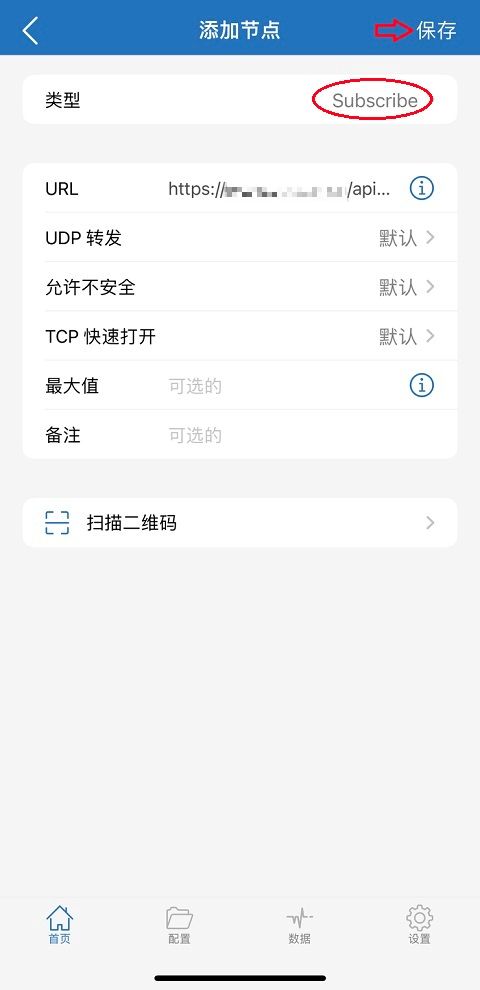 添加节点
保存
类型 Subscribe
URL https:// /api...
UDP 转发 默认
允许不安全 默认
TCP 快速打开 默认
最大值 可选的
备注 可选的
扫描二维码
首页 配置 数据 设置